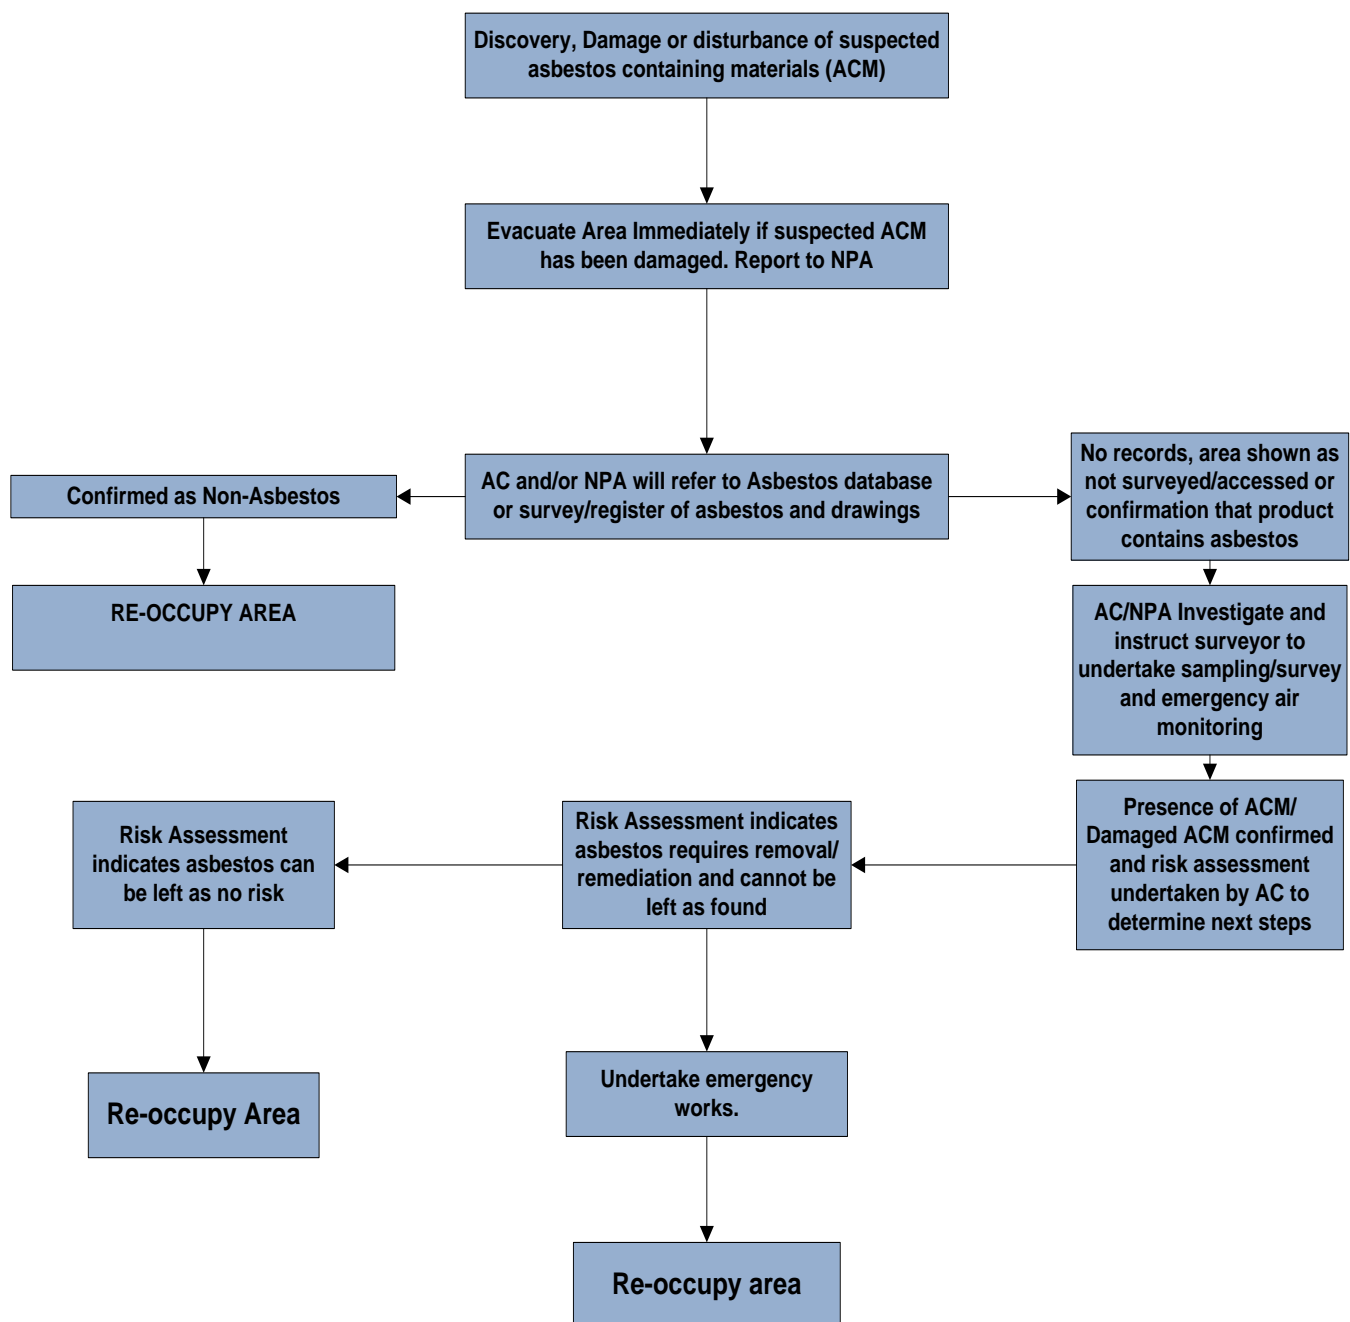 Discovery, Damage or disturbance of suspected
asbestos containing materials (ACM)
Evacuate Area Immediately if suspected ACM
has been damaged. Report to NPA
AC and/or NPA will refer to Asbestos database
or survey/register of asbestos and drawings
Confirmed as Non-Asbestos
RE-OCCUPY AREA
No records, area shown as
not surveyed/accessed or
confirmation that product
contains asbestos
AC/NPA Investigate and
instruct surveyor to
undertake sampling/survey
and emergency air
monitoring
Presence of ACM/
Damaged ACM confirmed
and risk assessment
undertaken by AC to
determine next steps
Risk Assessment indicates
asbestos requires removal/
remediation and cannot be
left as found
Risk Assessment
indicates asbestos can
be left as no risk
Re-occupy Area
Undertake emergency
works.
Re-occupy area